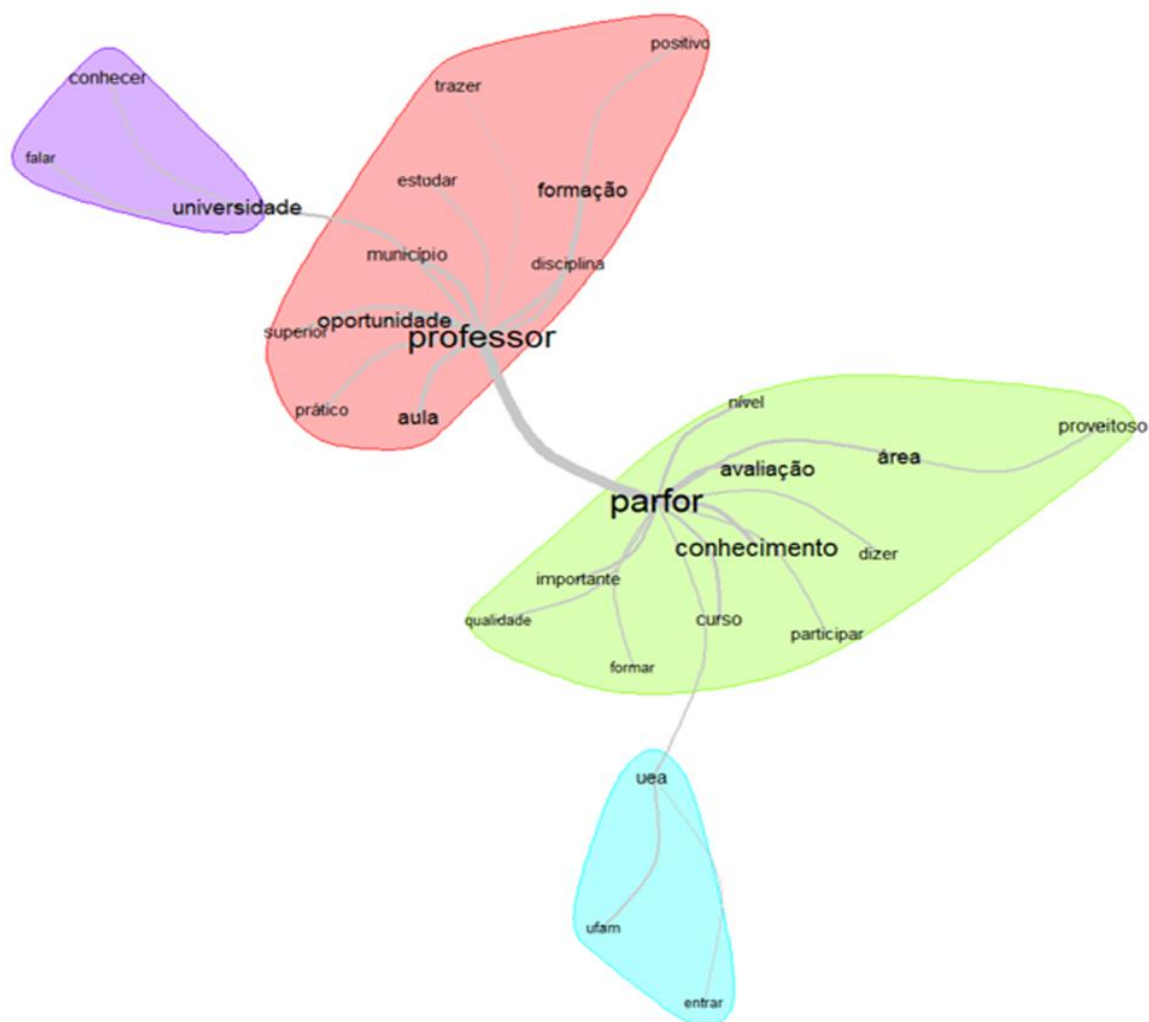 positivo
conhecer
trazer
falar
estudar
formação
universidade
município
disciplina
oportunidade
superior
professor
prático
aula
nível
proveitoso
área
avaliação
parfor
conhecimento
dizer
importante
qualidade
curso
participar
formar
uea
ufam
entrar